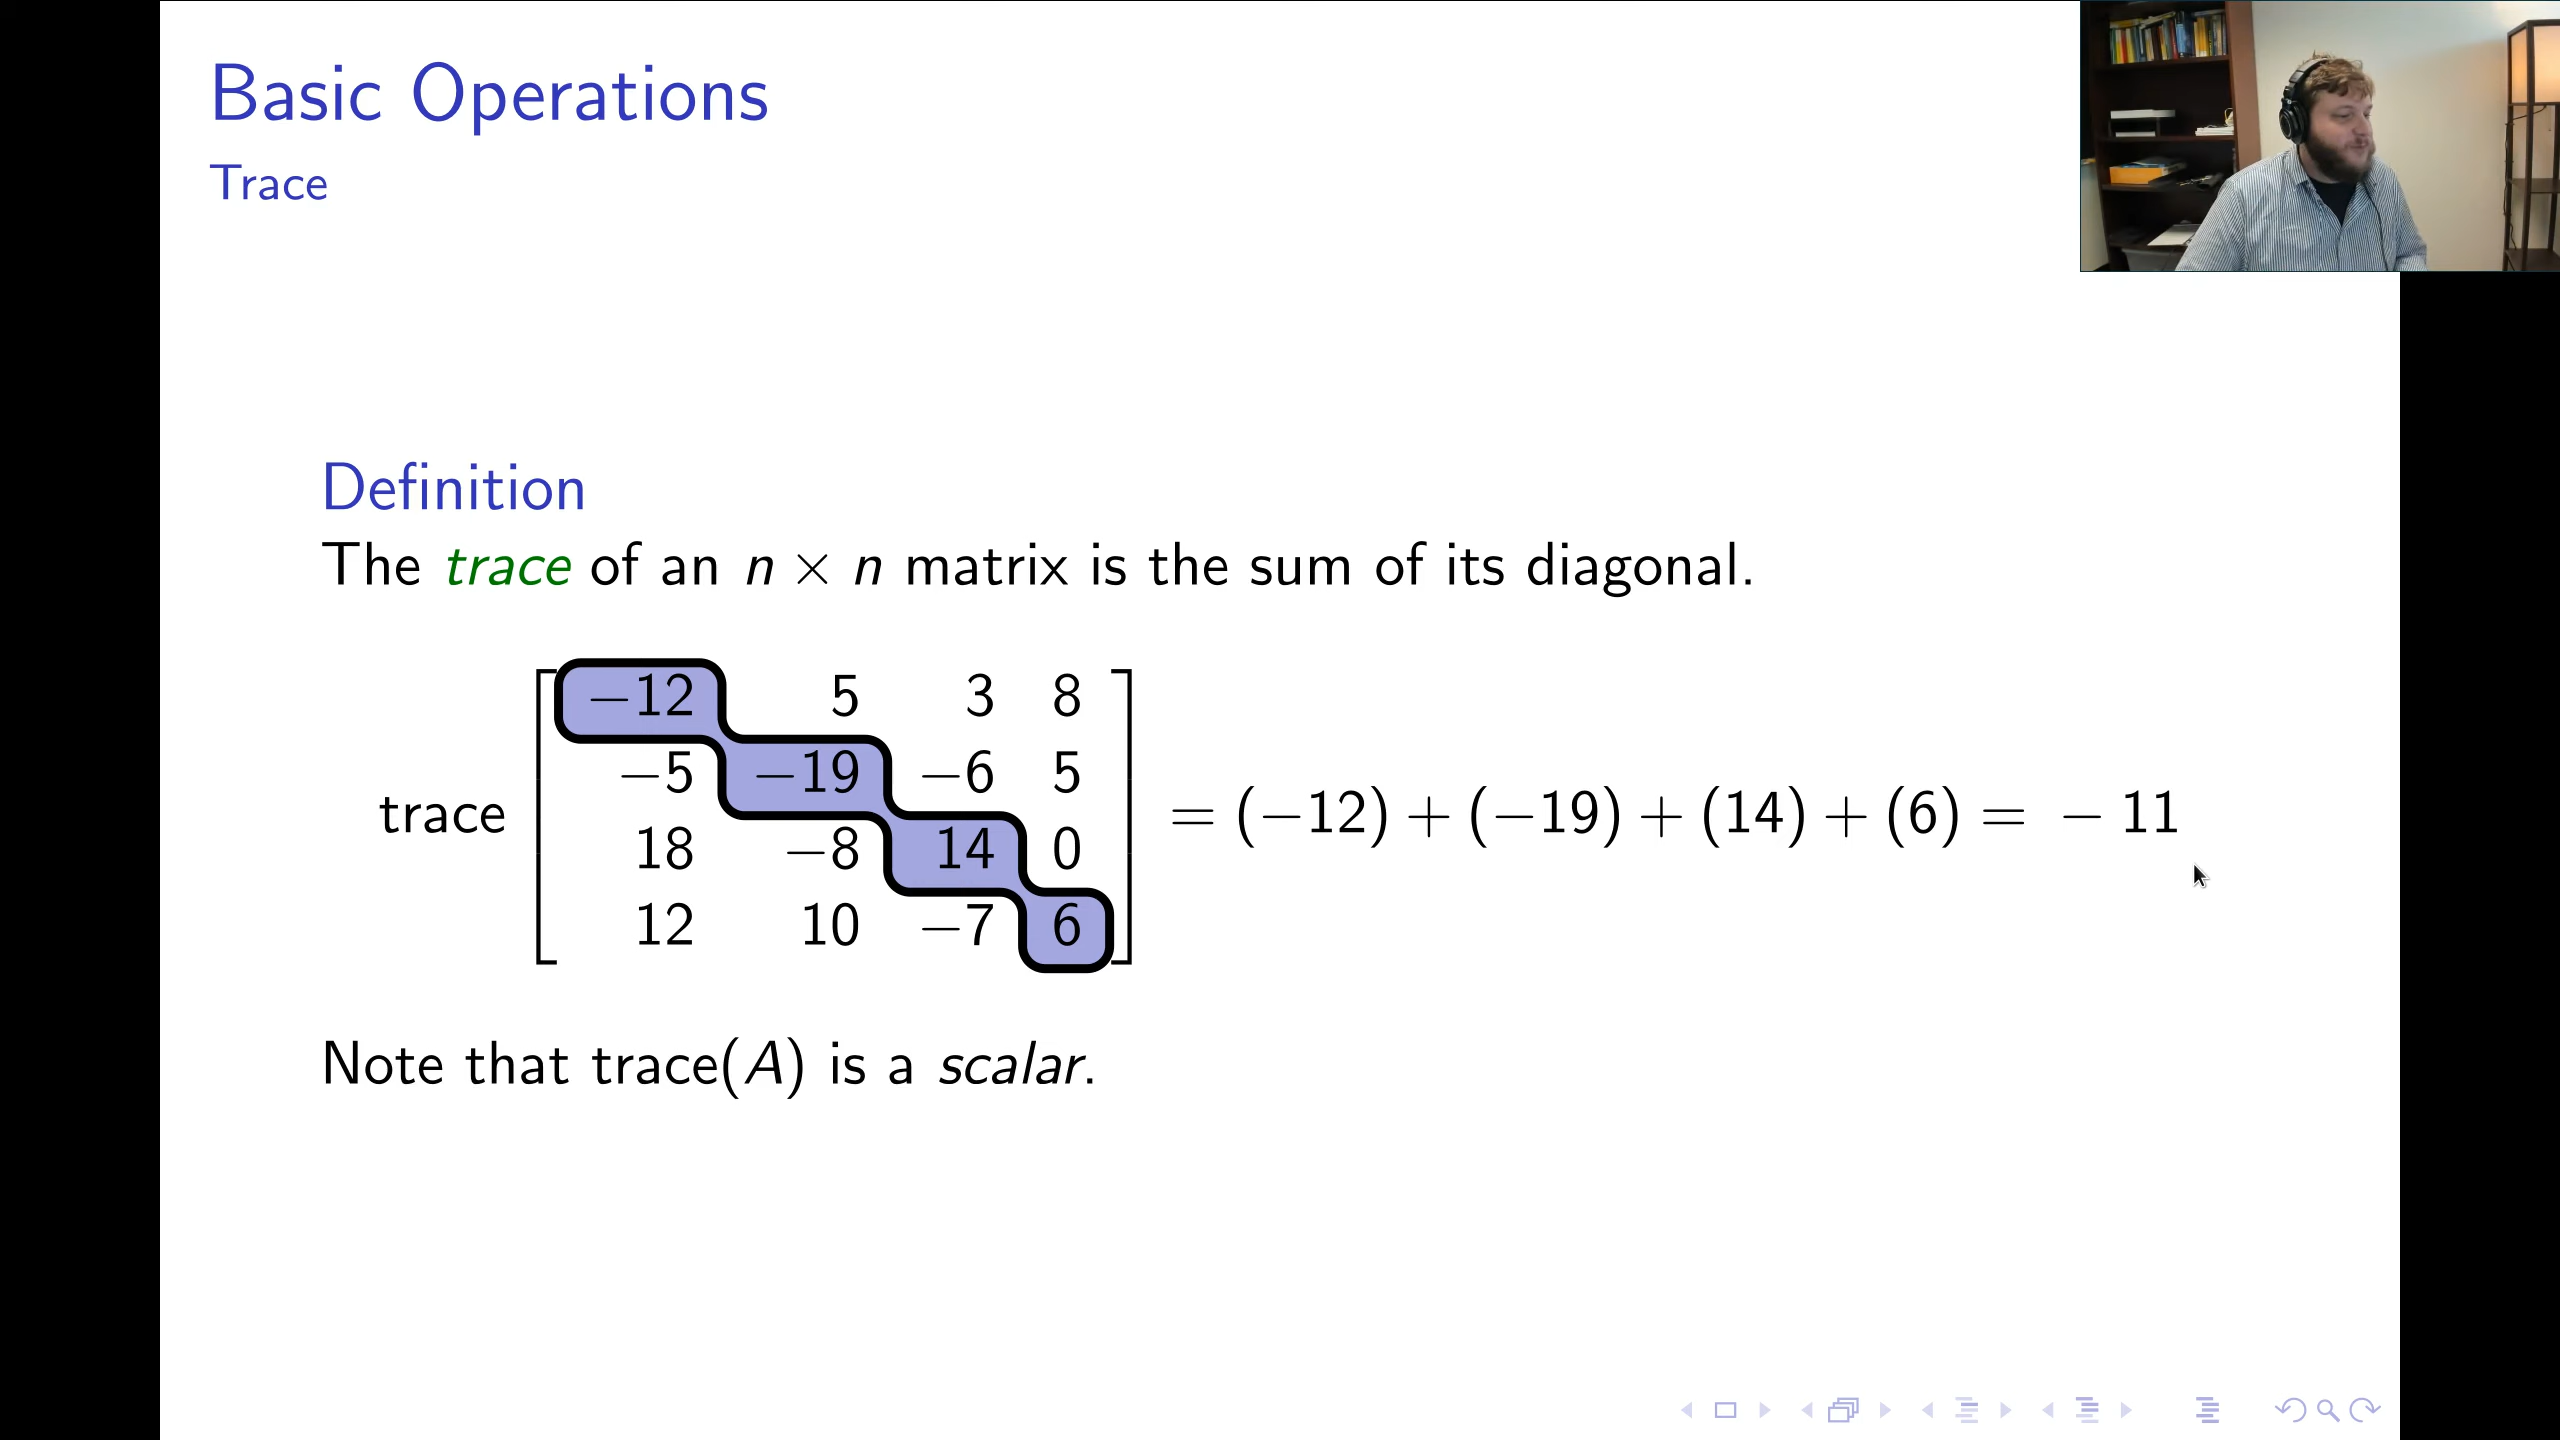 Basic Operations
Trace
Definition
The trace of an n × n matrix is the sum of its diagonal.
−12 5 3 8
−5 −19 −6 5
trace = (−12) + (−19) + (14) + (6) = − 11
18 −8 14 0
12 10 −7 6
Note that trace(A) is a scalar.